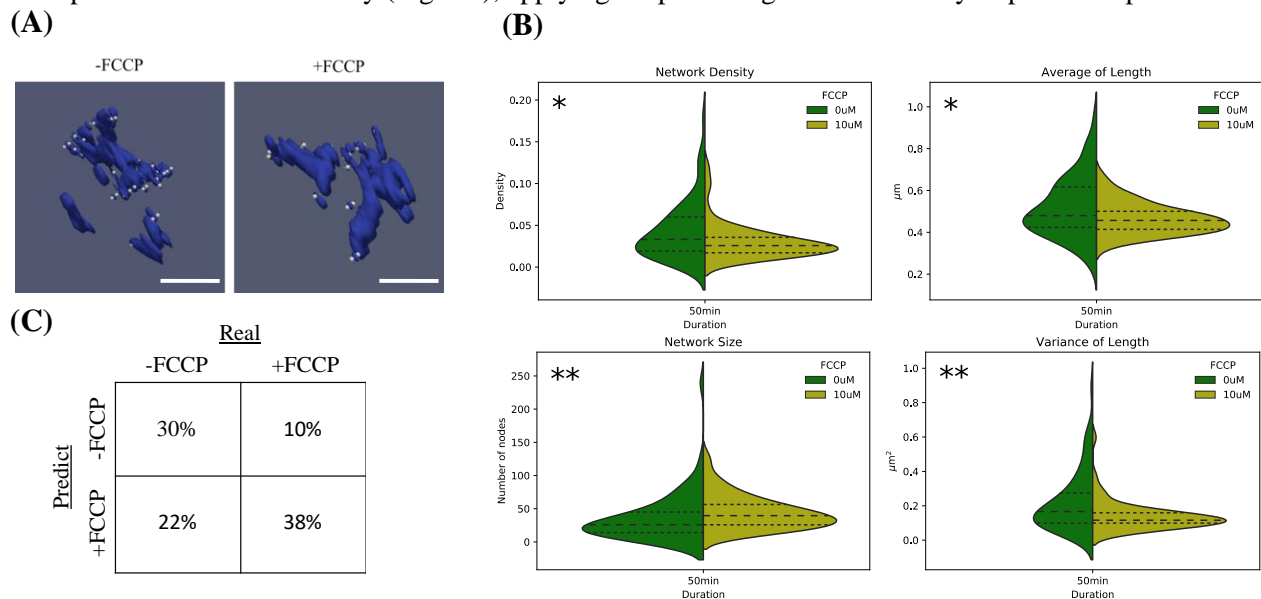 (A)
-FCCP
+FCCP
(B)
Network Density
*
FCCP
0uM
10uM
Density
0.20
0.15
0.10
0.05
0.00
50min
Duration
Average of Length
*
FCCP
0uM
10uM
μm
1.0
0.8
0.6
0.4
0.2
50min
Duration
Network Size
**
FCCP
0uM
10uM
Number of nodes
250
200
150
100
50
0
50min
Duration
Variance of Length
**
FCCP
0uM
10uM
μm²
1.0
0.8
0.6
0.4
0.2
0.0
50min
Duration
(C)
Real
-FCCP +FCCP
Predict
-FCCP
30% 10%
+FCCP
22% 38%